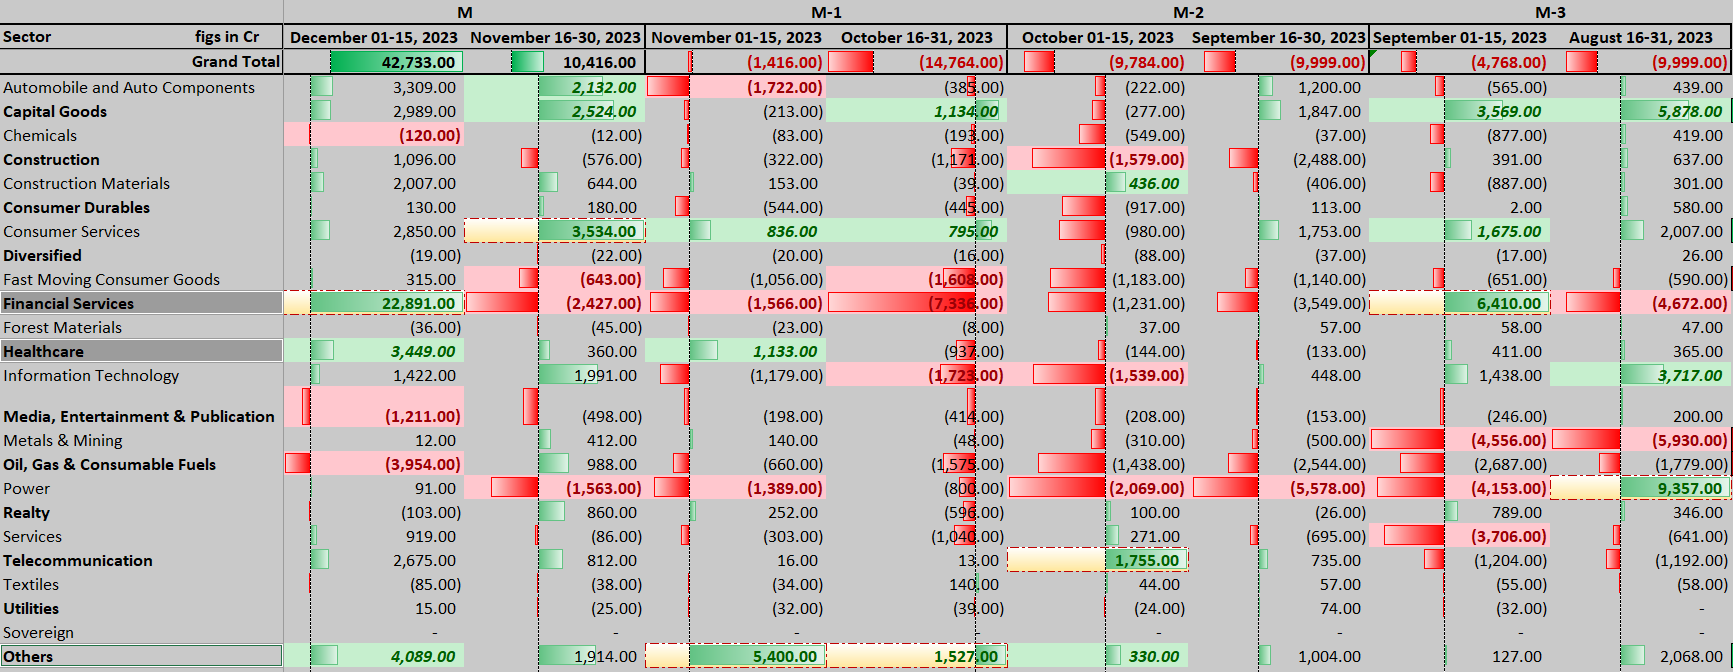 M M-1 M-2 M-3
Sector figs in Cr December 01-15, 2023 November 16-30, 2023 November 01-15, 2023 October 16-31, 2023 October 01-15, 2023 September 16-30, 2023 September 01-15, 2023 August 16-31, 2023
Grand Total 42,733.00 10,416.00 (1,416.00) (14,764.00) (9,784.00) (9,999.00) (4,768.00) (9,999.00)
Automobile and Auto Components 3,309.00 2,132.00 (1,722.00) (385.00) (222.00) 1,200.00 (565.00) 439.00
Capital Goods 2,989.00 2,524.00 (213.00) 1,134.00 (277.00) 1,847.00 3,569.00 5,878.00
Chemicals (120.00) (12.00) (83.00) (193.00) (549.00) (37.00) (877.00) 419.00
Construction 1,096.00 (576.00) (322.00) (1,171.00) (1,579.00) (2,488.00) 391.00 637.00
Construction Materials 2,007.00 644.00 153.00 (39.00) 436.00 (406.00) (887.00) 301.00
Consumer Durables 130.00 180.00 (544.00) (445.00) (917.00) 113.00 2.00 580.00
Consumer Services 2,850.00 3,534.00 836.00 795.00 (980.00) 1,753.00 1,675.00 2,007.00
Diversified (19.00) (22.00) (20.00) (16.00) (88.00) (37.00) (17.00) 26.00
Fast Moving Consumer Goods 315.00 (643.00) (1,056.00) (1,608.00) (1,183.00) (1,140.00) (651.00) (590.00)
Financial Services 22,891.00 (2,427.00) (1,566.00) (7,336.00) (1,231.00) (3,549.00) 6,410.00 (4,672.00)
Forest Materials (36.00) (45.00) (23.00) (8.00) 37.00 57.00 58.00 47.00
Healthcare 3,449.00 360.00 1,133.00 (937.00) (144.00) (133.00) 411.00 365.00
Information Technology 1,422.00 1,991.00 (1,179.00) (1,723.00) (1,539.00) 448.00 1,438.00 3,717.00
Media, Entertainment & Publication (1,211.00) (498.00) (198.00) (414.00) (208.00) (153.00) (246.00) 200.00
Metals & Mining 12.00 412.00 140.00 (48.00) (310.00) (500.00) (4,556.00) (5,930.00)
Oil, Gas & Consumable Fuels (3,954.00) 988.00 (660.00) (1,575.00) (1,438.00) (2,544.00) (2,687.00) (1,779.00)
Power 91.00 (1,563.00) (1,389.00) (800.00) (2,069.00) (5,578.00) (4,153.00) 9,357.00
Realty (103.00) 860.00 252.00 (596.00) 100.00 (26.00) 789.00 346.00
Services 919.00 (86.00) (303.00) (1,040.00) 271.00 (695.00) (3,706.00) (641.00)
Telecommunication 2,675.00 812.00 16.00 13.00 1,755.00 735.00 (1,204.00) (1,192.00)
Textiles (85.00) (38.00) (34.00) 140.00 44.00 57.00 (55.00) (58.00)
Utilities 15.00 (25.00) (32.00) (39.00) (24.00) 74.00 (32.00) -
Sovereign - - - - - - - -
Others 4,089.00 1,914.00 5,400.00 1,527.00 330.00 1,004.00 127.00 2,068.00